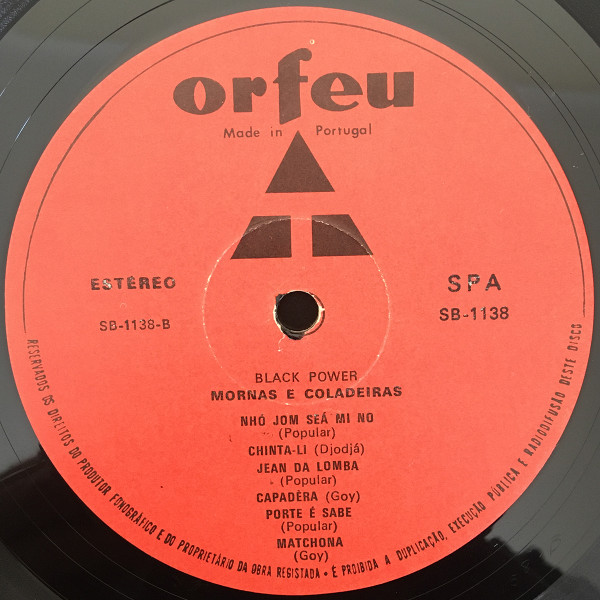 orfeu
Made in Portugal
ESTÉREO
SPA
SB-1138-B
SB-1138
BLACK POWER
MORNAS E COLADEIRAS
NHÓ JOM SEÁ MI NO
(Popular)
CHINTA-LI (Djodjá)
JEAN DA LOMBA
(Popular)
CAPADÊRA (Goy)
PORTE É SABE
(Popular)
MATCHONA
(Goy)
RESERVADOS OS DIREITOS DO PRODUTOR FONOGRÁFICO E DO PROPRIETÁRIO DA OBRA REGISTADA • É PROIBIDA A DUPLICAÇÃO, EXECUÇÃO PÚBLICA E RADIODIFUSÃO DESTE DISCO